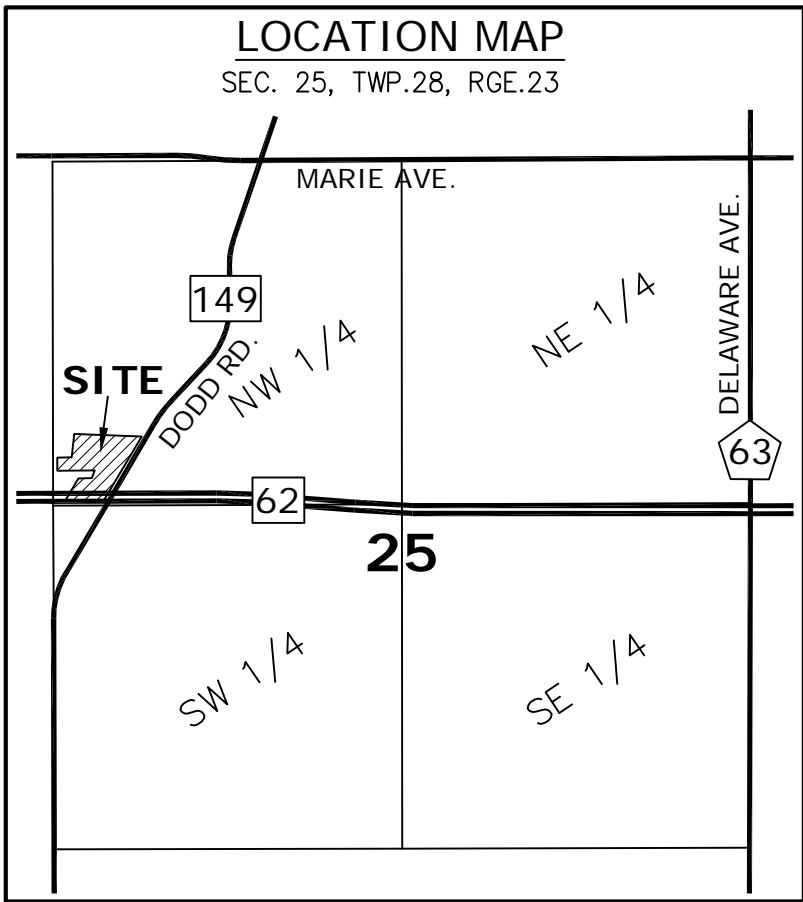 LOCATION MAP
SEC. 25, TWP.28, RGE.23
MARIE AVE.
DELAWARE AVE.
149
NE 1/4
NW 1/4
DODD RD.
SITE
63
62
25
SW 1/4
SE 1/4